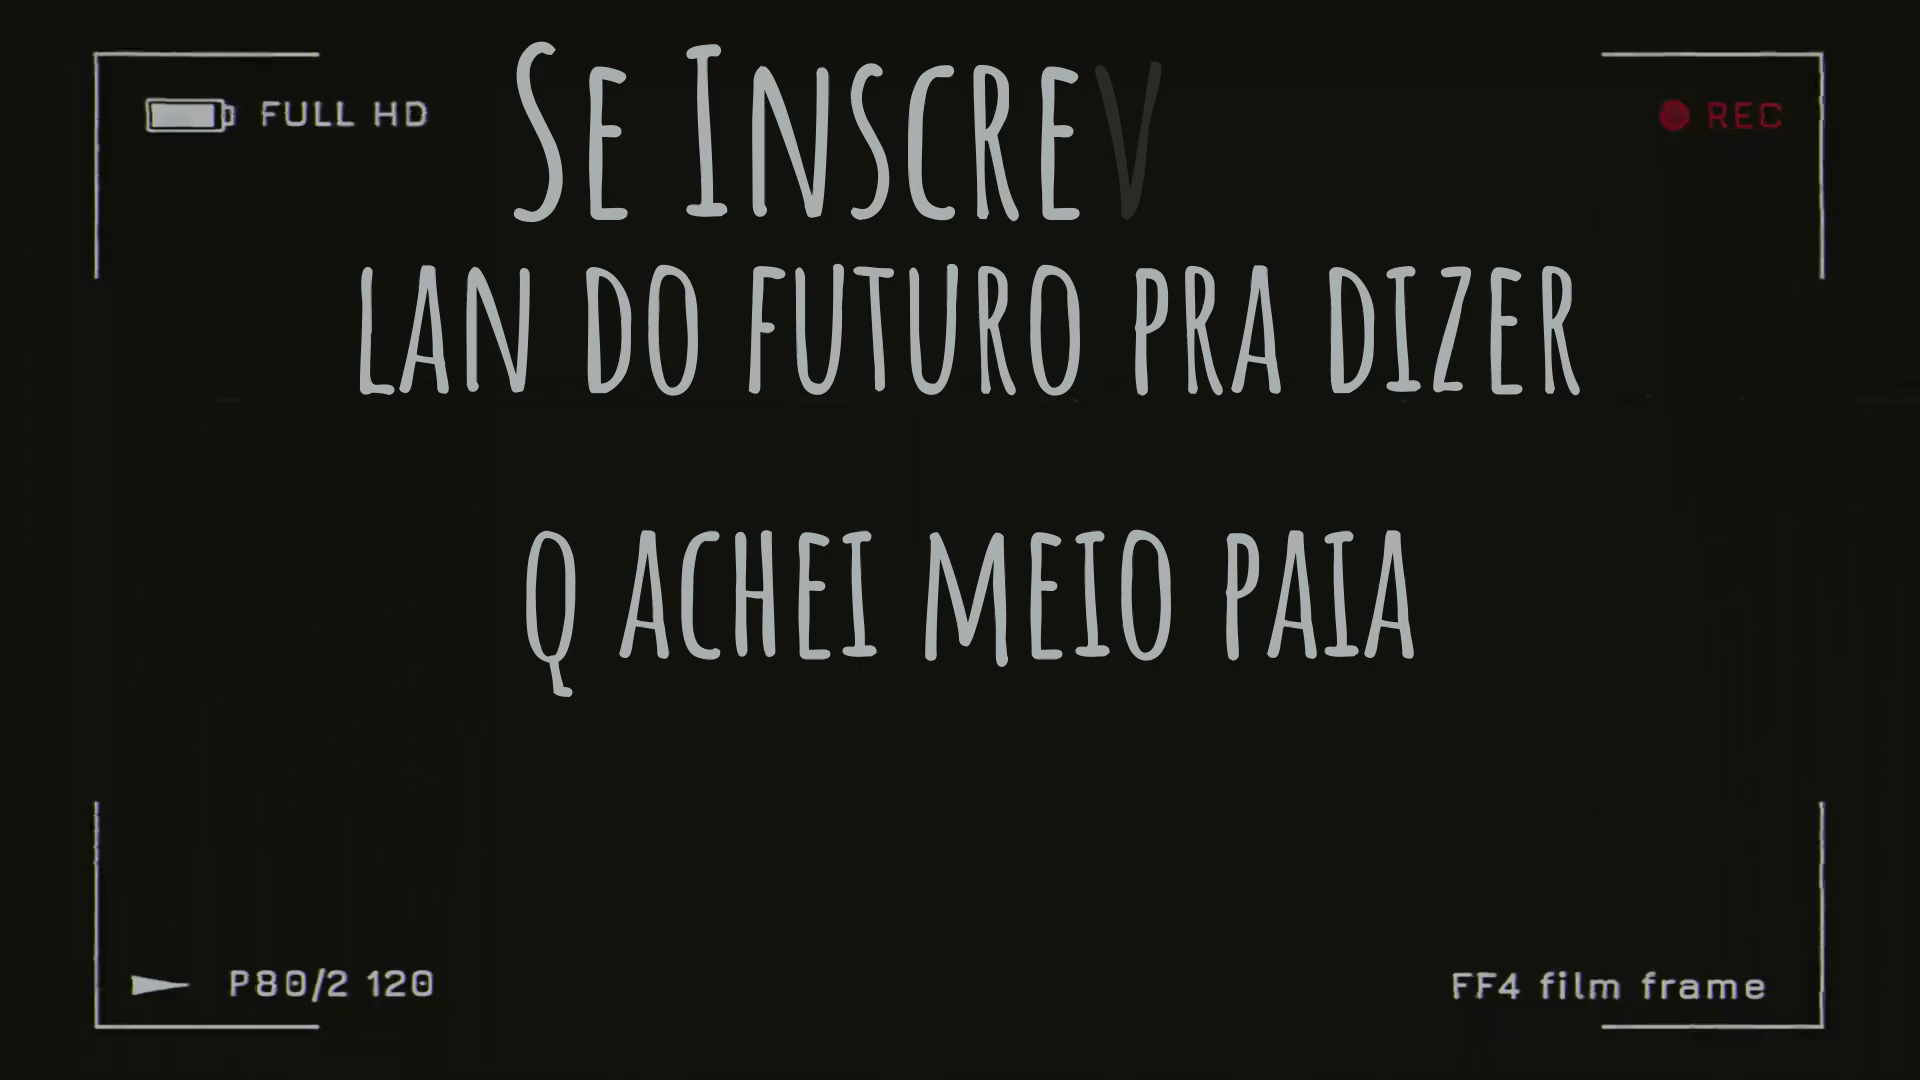 Se Inscrev
FULL HD
REC
LAN DO FUTURO PRA DIZER
Q ACHEI MEIO PAIA
P80/2 120
FF4 film frame